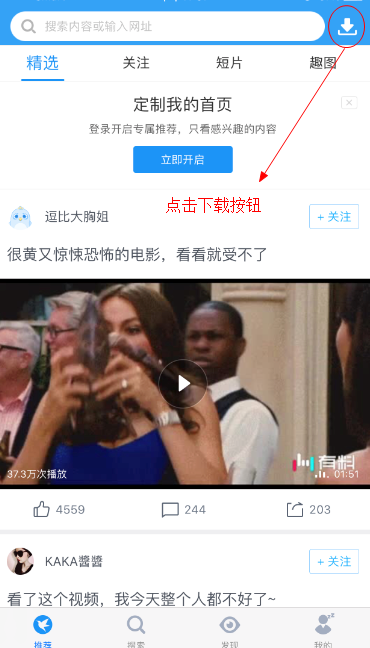 搜索内容或输入网址
精选 关注 短片 趣图
定制我的首页
登录开启专属推荐，只看感兴趣的内容
立即开启
点击下载按钮
逗比大胸姐
+ 关注
很黄又惊悚恐怖的电影，看看就受不了
有料
37.3万次播放
01:51
4559 244 203
KAKA醬醬
+ 关注
看了这个视频，我今天整个人都不好了~
推荐 搜索 发现 我的